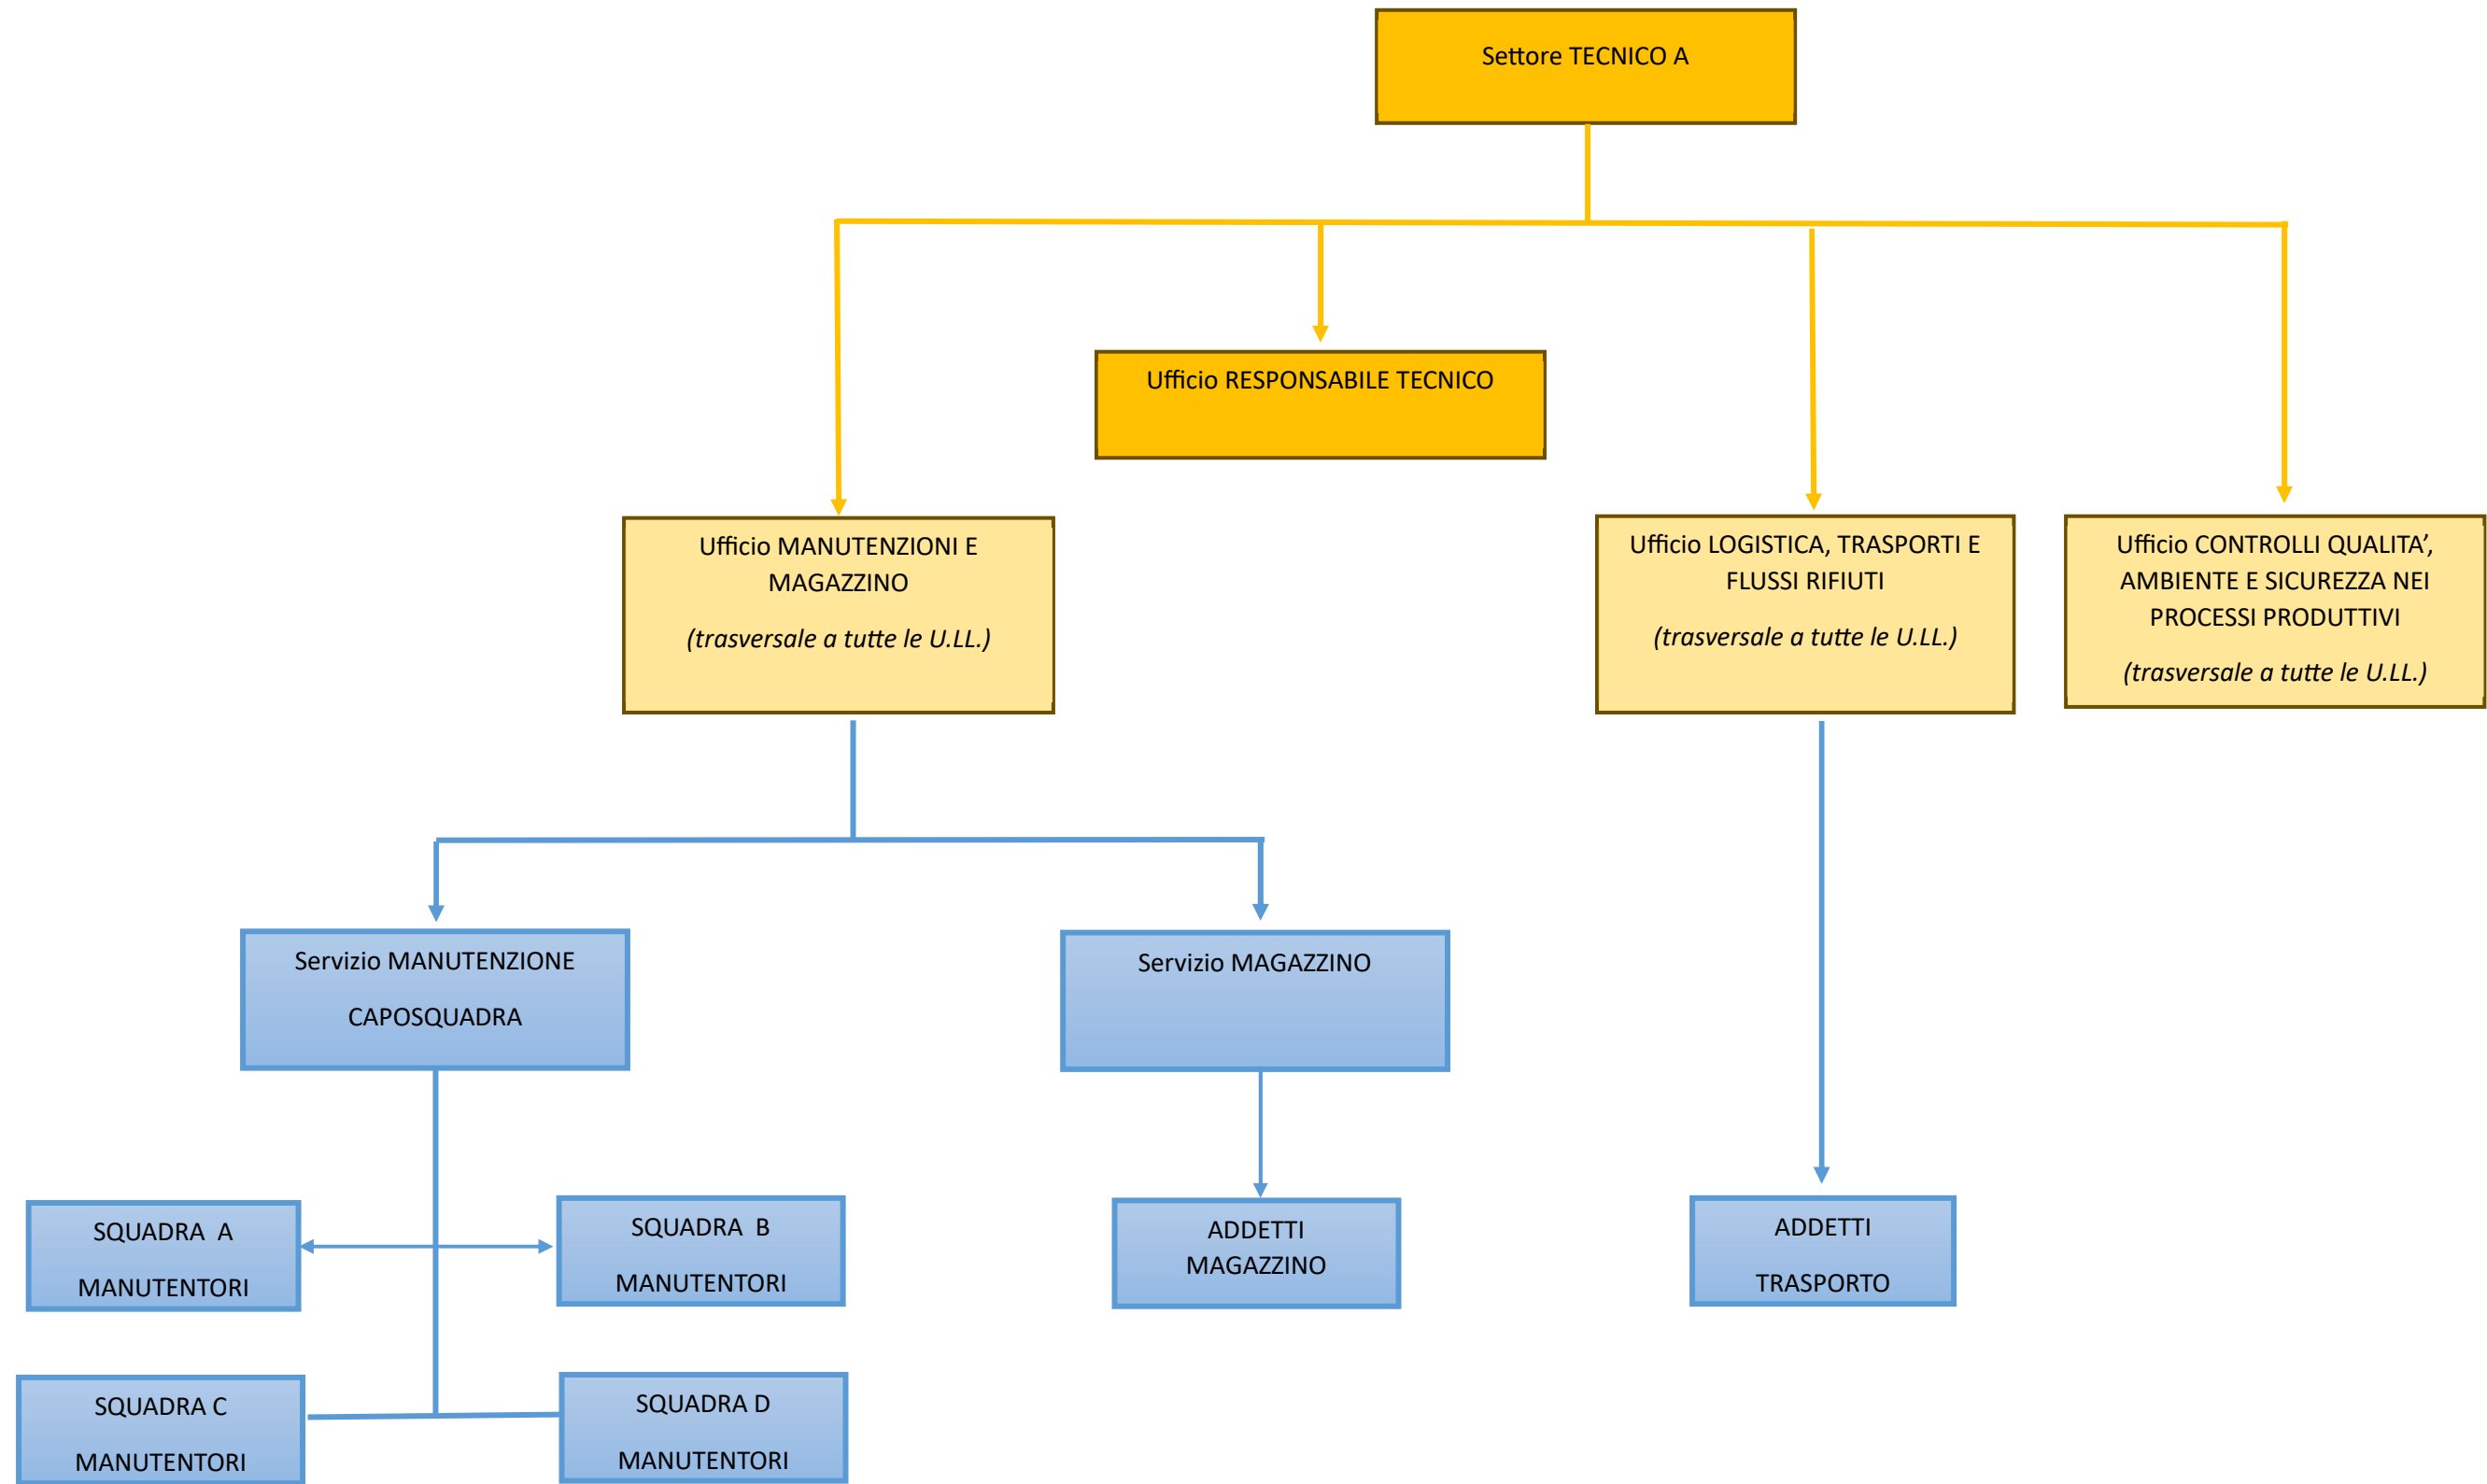 Settore TECNICO A
Ufficio RESPONSABILE TECNICO
Ufficio MANUTENZIONI E
MAGAZZINO
(trasversale a tutte le U.LL.)
Ufficio LOGISTICA, TRASPORTI E
FLUSSI RIFIUTI
(trasversale a tutte le U.LL.)
Ufficio CONTROLLI QUALITA’,
AMBIENTE E SICUREZZA NEI
PROCESSI PRODUTTIVI
(trasversale a tutte le U.LL.)
Servizio MANUTENZIONE
CAPOSQUADRA
Servizio MAGAZZINO
SQUADRA  A
MANUTENTORI
SQUADRA  B
MANUTENTORI
ADDETTI
MAGAZZINO
ADDETTI
TRASPORTO
SQUADRA C
MANUTENTORI
SQUADRA D
MANUTENTORI